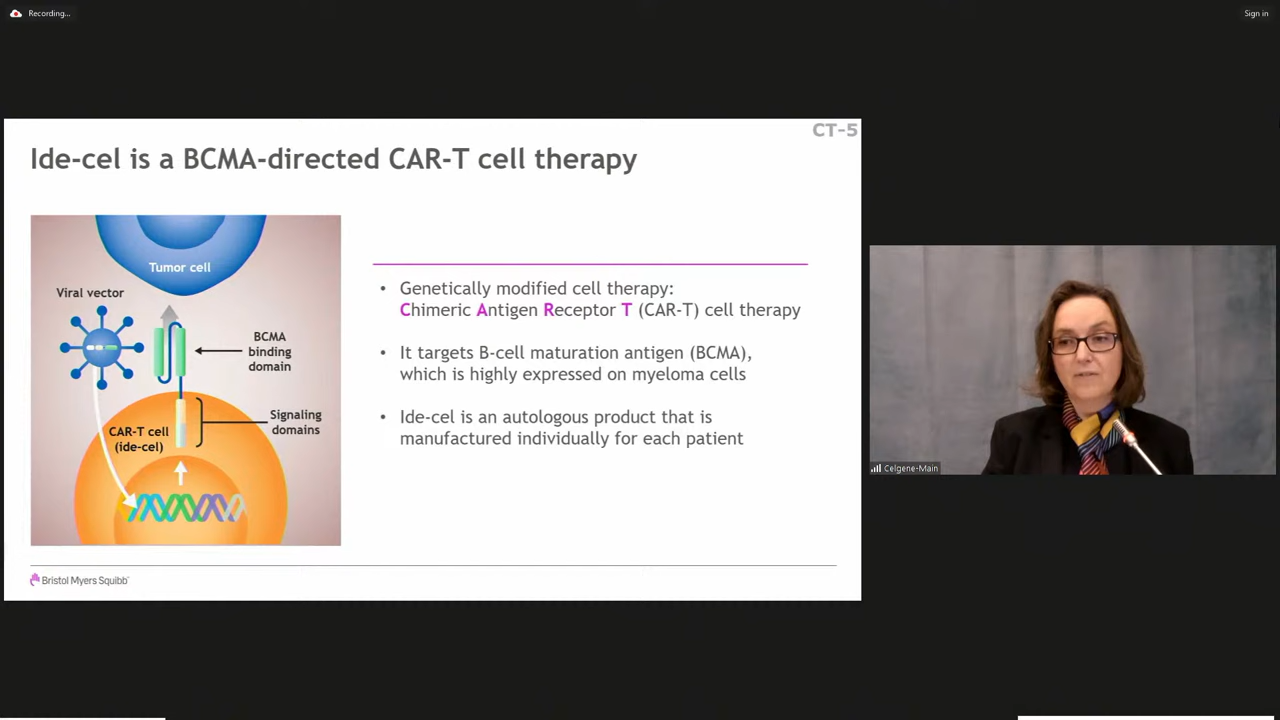 Recording...
Sign in
CT-5
Ide-cel is a BCMA-directed CAR-T cell therapy
Tumor cell
Viral vector
BCMA
binding
domain
Signaling
domains
CAR-T cell
(ide-cel)
• Genetically modified cell therapy:
Chimeric Antigen Receptor T (CAR-T) cell therapy
• It targets B-cell maturation antigen (BCMA),
which is highly expressed on myeloma cells
• Ide-cel is an autologous product that is
manufactured individually for each patient
Bristol Myers Squibb™
Celgene-Main